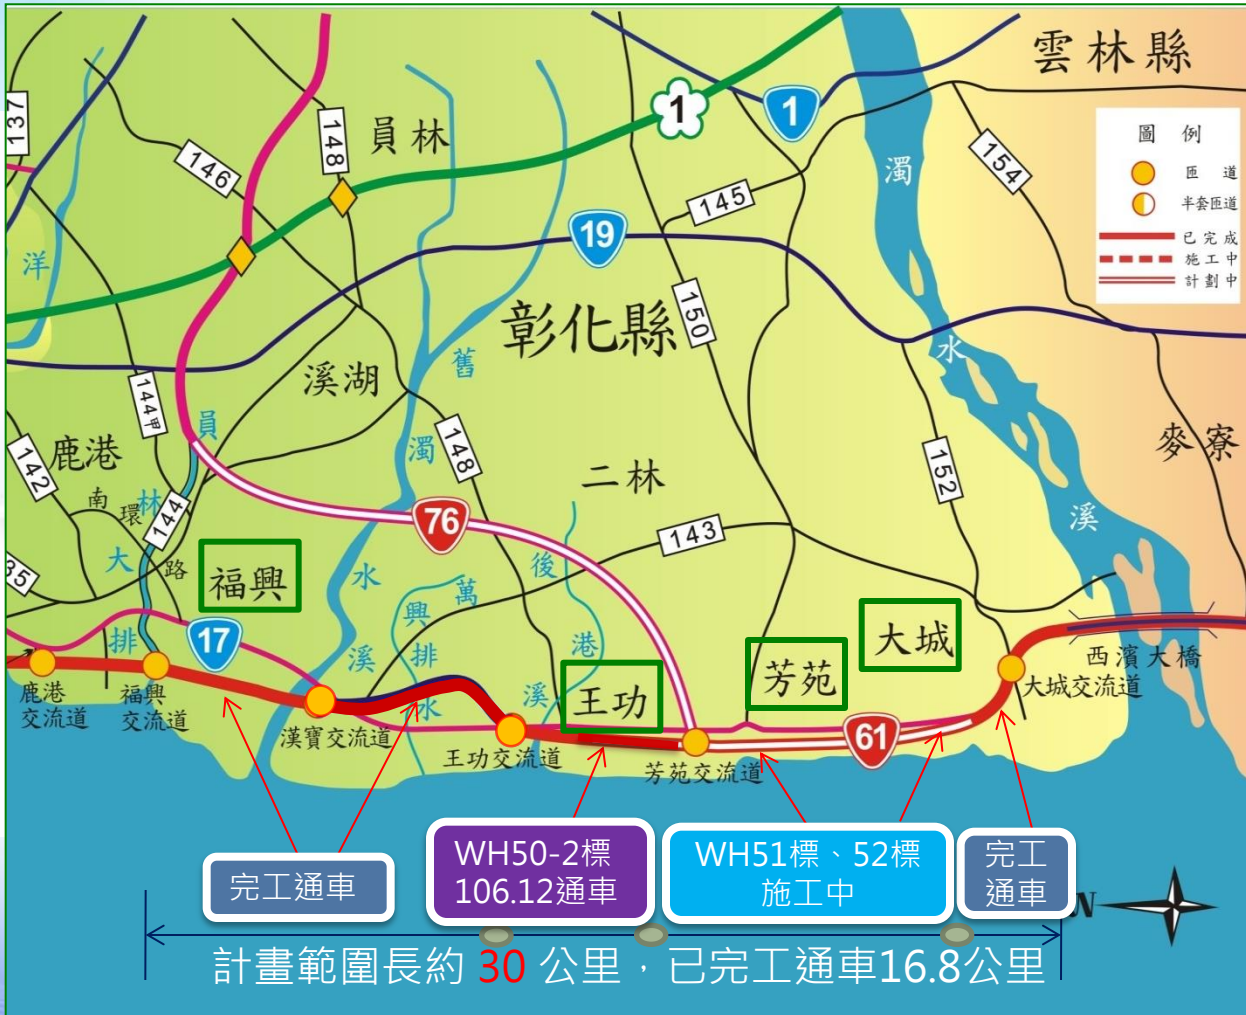 雲林縣
圖例
匝道
半套匝道
已完成
施工中
計劃中
137
148
員林
1
1
146
154
145
濁
19
洋
150
彰化縣
舊
水
溪湖
144甲
員
鹿港
濁
148
麥寮
142
二林
152
南
環
林
144
76
溪
143
大
路
後
水
萬
興
35
福興
港
大城
排
17
溪
排
芳苑
西濱大橋
王功
溪
水
鹿港
交流道
福興
交流道
漢寶交流道
王功交流道
芳苑交流道
61
大城交流道
完工通車
WH50-2標
106.12通車
WH51標、52標
施工中
完工
通車
N
計畫範圍長約 30 公里，已完工通車16.8公里